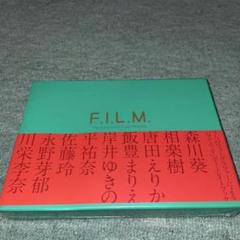 F.I.L.M.
森川葵
相楽樹
唐田えりか
飯豊まりえ
岸井ゆきの
平祐奈
佐藤玲
永野芽郁
川栄李奈